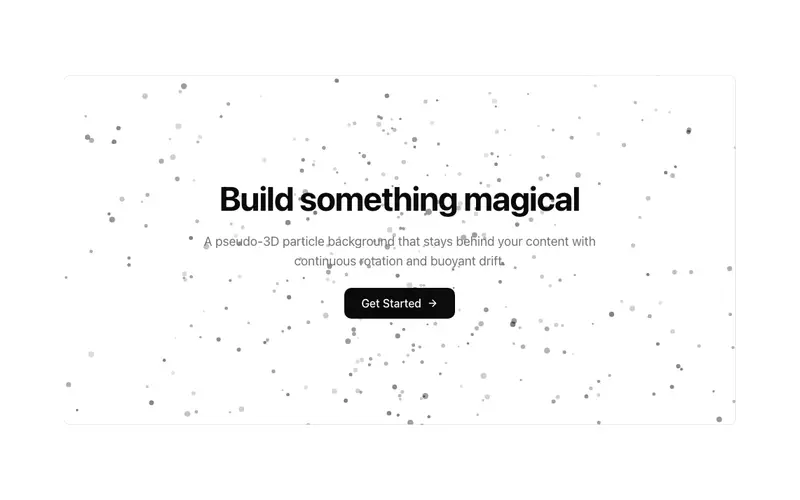 Build something magical
A pseudo-3D particle background that stays behind your content with
continuous rotation and buoyant drift.
Get Started →